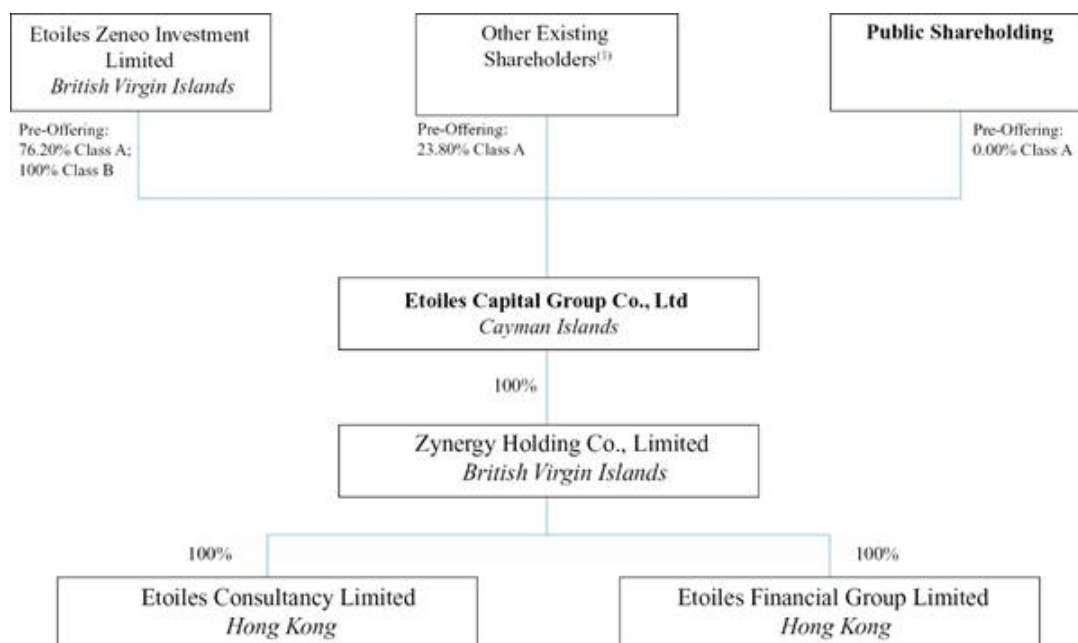 Etoiles Zeneo Investment
Limited
British Virgin Islands
Other Existing
Shareholders(1)
Public Shareholding
Pre-Offering:
76.20% Class A;
100% Class B
Pre-Offering:
23.80% Class A
Pre-Offering:
0.00% Class A
Etoiles Capital Group Co., Ltd
Cayman Islands
100%
Zynergy Holding Co., Limited
British Virgin Islands
100%
100%
Etoiles Consultancy Limited
Hong Kong
Etoiles Financial Group Limited
Hong Kong